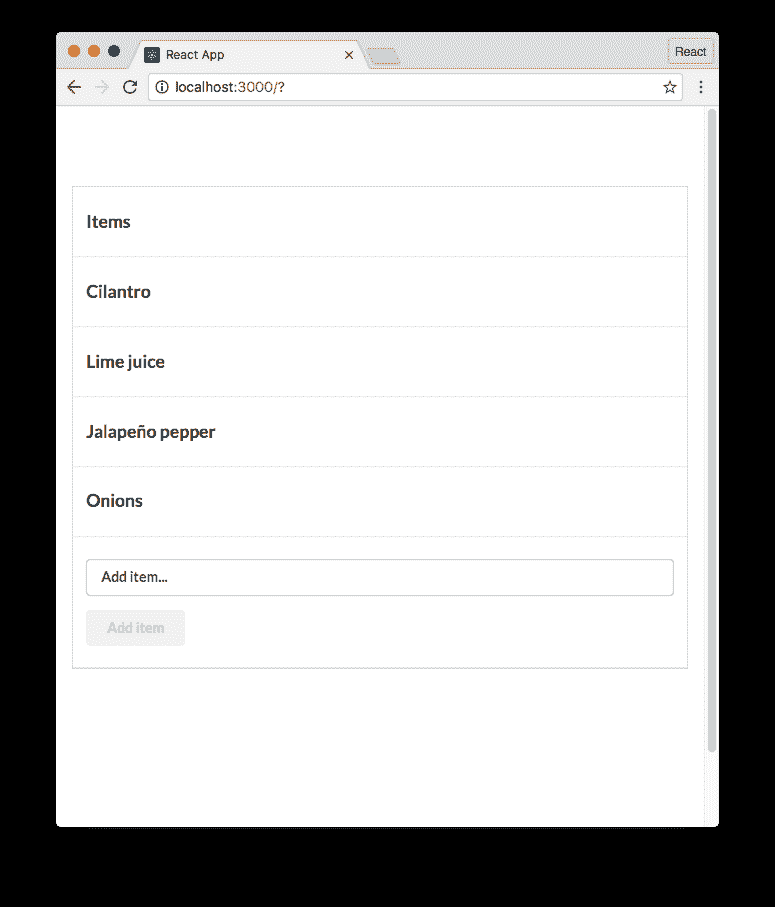 React App
React
localhost:3000/?
Items
Cilantro
Lime juice
Jalapeño pepper
Onions
Add item...
Add item